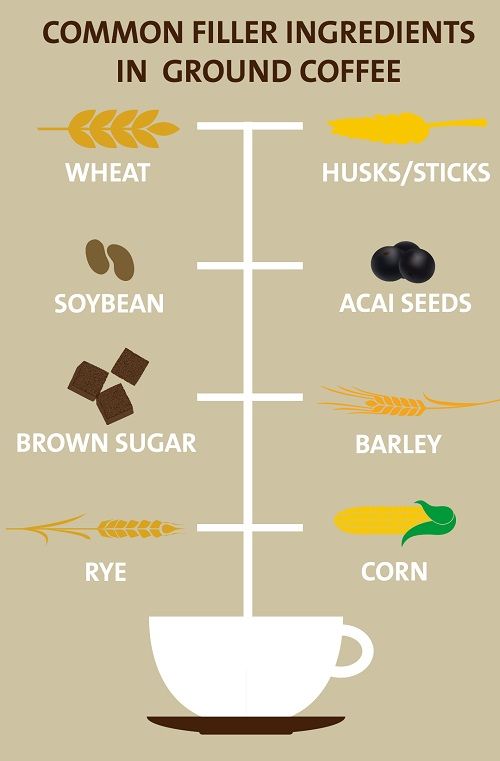 COMMON FILLER INGREDIENTS
IN GROUND COFFEE
WHEAT
HUSKS/STICKS
SOYBEAN
ACAI SEEDS
BROWN SUGAR
BARLEY
RYE
CORN